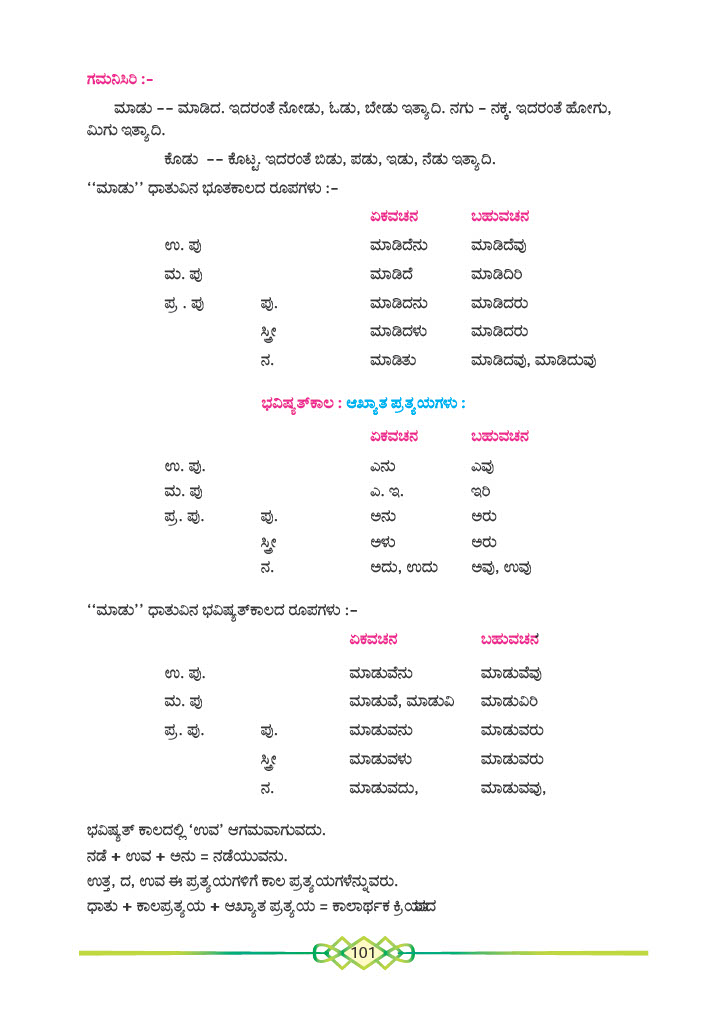 ಗಮನಿಸಿರಿ :–
ಮಾಡು –– ಮಾಡಿದ. ಇದರಂತೆ ನೋಡು, ಓಡು, ಬೇಡು ಇತ್ಯಾದಿ. ನಗು – ನಕ್ಕ. ಇದರಂತೆ ಹೋಗು,
ಮಿಗು ಇತ್ಯಾದಿ.
ಕೊಡು –– ಕೊಟ್ಟ. ಇದರಂತೆ ಬಿಡು, ಪಡು, ಇಡು, ನೆಡು ಇತ್ಯಾದಿ.
‘‘ಮಾಡು’’ ಧಾತುವಿನ ಭೂತಕಾಲದ ರೂಪಗಳು :–
ಏಕವಚನ ಬಹುವಚನ
ಉ. ಪು ಮಾಡಿದೆನು ಮಾಡಿದೆವು
ಮ. ಪು ಮಾಡಿದೆ ಮಾಡಿದಿರಿ
ಪ್ರ . ಪು ಪು. ಮಾಡಿದನು ಮಾಡಿದರು
ಸ್ತ್ರೀ ಮಾಡಿದಳು ಮಾಡಿದರು
ನ. ಮಾಡಿತು ಮಾಡಿದವು, ಮಾಡಿದುವು
ಭವಿಷ್ಯತ್‌ಕಾಲ : ಆಖ್ಯಾತ ಪ್ರತ್ಯಯಗಳು :
ಏಕವಚನ ಬಹುವಚನ
ಉ. ಪು. ಎನು ಎವು
ಮ. ಪು ಎ. ಇ. ಇರಿ
ಪ್ರ. ಪು. ಪು. ಅನು ಅರು
ಸ್ತ್ರೀ ಅಳು ಅರು
ನ. ಅದು, ಉದು ಅವು, ಉವು
‘‘ಮಾಡು’’ ಧಾತುವಿನ ಭವಿಷ್ಯತ್‌ಕಾಲದ ರೂಪಗಳು :–
ಏಕವಚನ ಬಹುವಚನ
ಉ. ಪು. ಮಾಡುವೆನು ಮಾಡುವೆವು
ಮ. ಪು ಮಾಡುವೆ, ಮಾಡುವಿ ಮಾಡುವಿರಿ
ಪ್ರ. ಪು. ಪು. ಮಾಡುವನು ಮಾಡುವರು
ಸ್ತ್ರೀ ಮಾಡುವಳು ಮಾಡುವರು
ನ. ಮಾಡುವದು, ಮಾಡುವವು,
ಭವಿಷ್ಯತ್ ಕಾಲದಲ್ಲಿ ‘ಉವ’ ಆಗಮವಾಗುವದು.
ನಡೆ + ಉವ + ಅನು = ನಡೆಯುವನು.
ಉತ್ತ, ದ, ಉವ ಈ ಪ್ರತ್ಯಯಗಳಿಗೆ ಕಾಲ ಪ್ರತ್ಯಯಗಳೆನ್ನುವರು.
ಧಾತು + ಕಾಲಪ್ರತ್ಯಯ + ಆಖ್ಯಾತ ಪ್ರತ್ಯಯ = ಕಾಲಾರ್ಥಕ
101